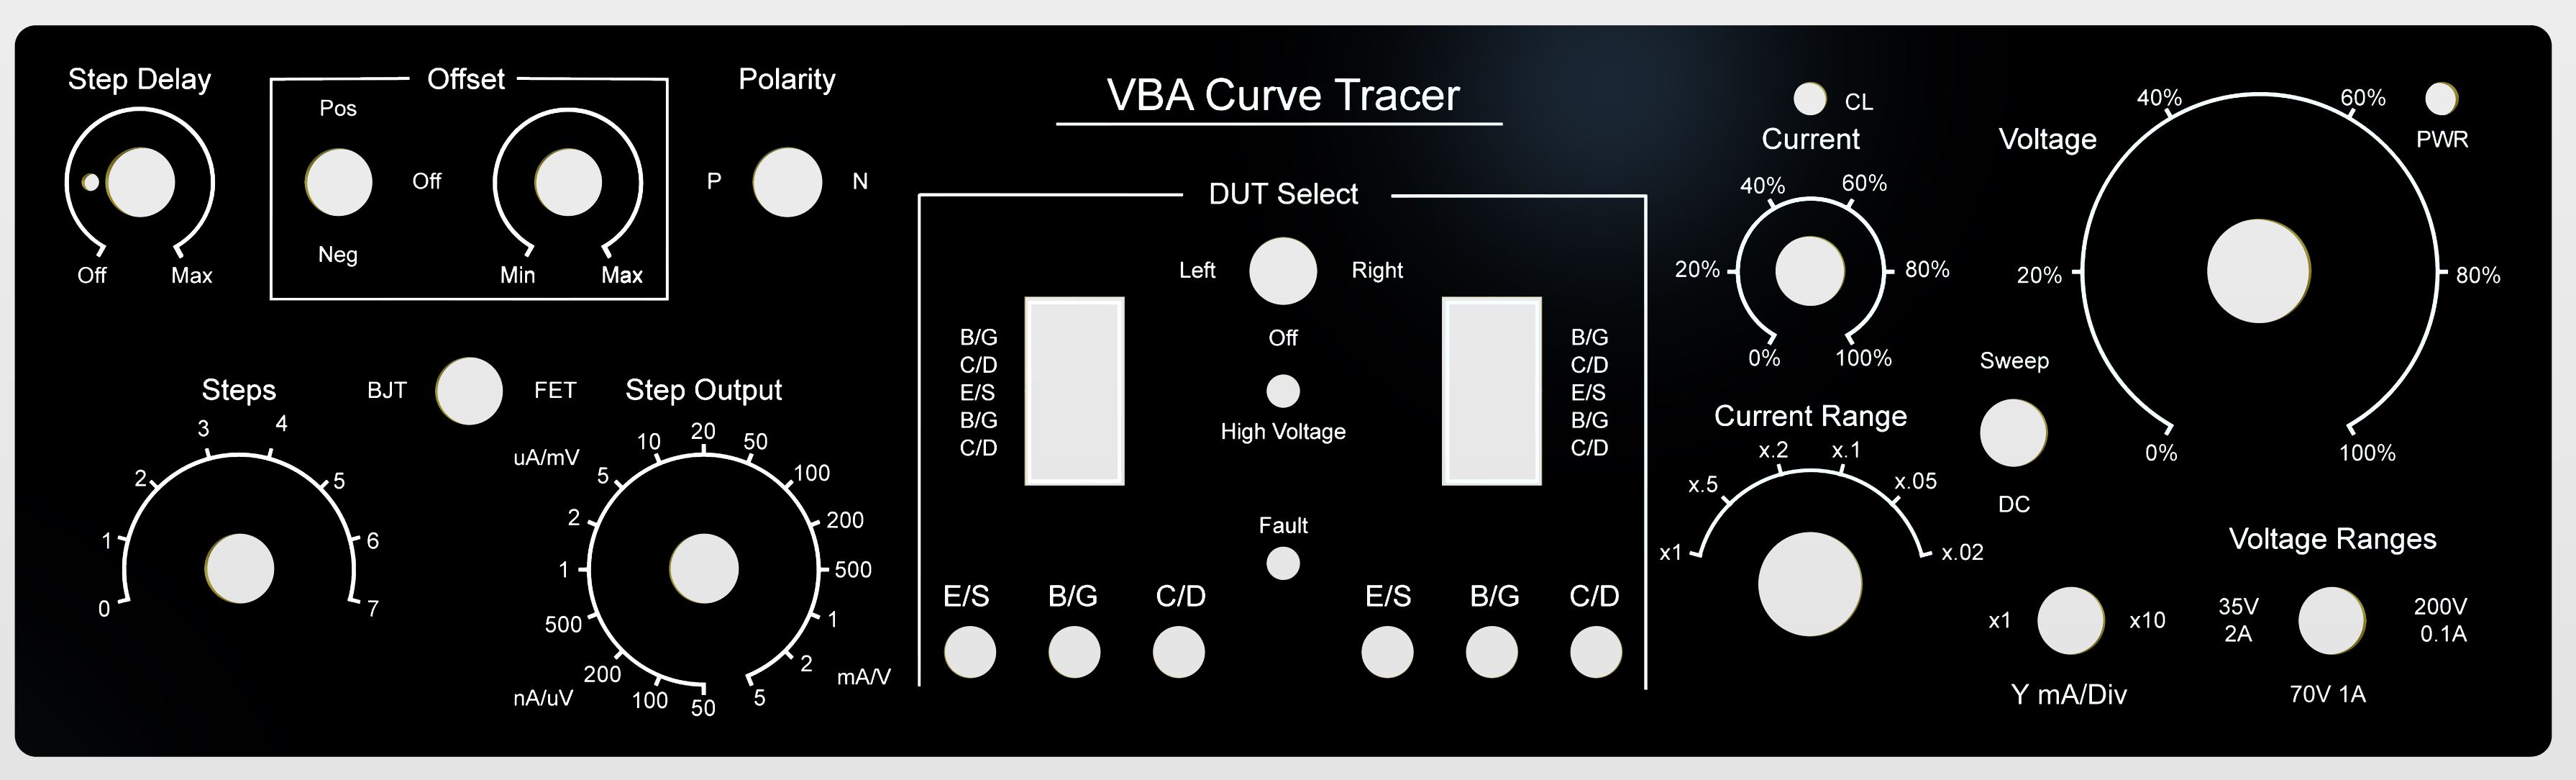 Step Delay
Off
Max
Offset
Pos
Off
Neg
Min
Max
Polarity
P
N
VBA Curve Tracer
DUT Select
Left
Right
Off
High Voltage
Fault
B/G
C/D
E/S
B/G
C/D
B/G
C/D
E/S
B/G
C/D
E/S
B/G
C/D
E/S
B/G
C/D
CL
Current
0%
20%
40%
60%
80%
100%
Voltage
0%
20%
40%
60%
80%
100%
PWR
Steps
0
1
2
3
4
5
6
7
BJT
FET
Step Output
uA/mV
nA/uV
mA/V
50
100
200
500
1
2
5
10
20
50
100
200
500
1
2
5
Current Range
x1
x.5
x.2
x.1
x.05
x.02
Sweep
DC
x1
x10
Y mA/Div
Voltage Ranges
35V
2A
200V
0.1A
70V 1A